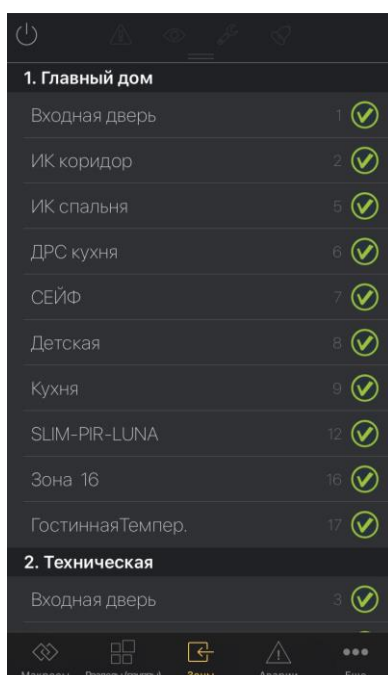 1. Главный дом
Входная дверь 1
ИК коридор 2
ИК спальня 5
ДРС кухня 6
СЕЙФ 7
Детская 8
Кухня 9
SLIM-PIR-LUNA 12
Зона 16 16
ГостиннаяТемпер. 17
2. Техническая
Входная дверь 3